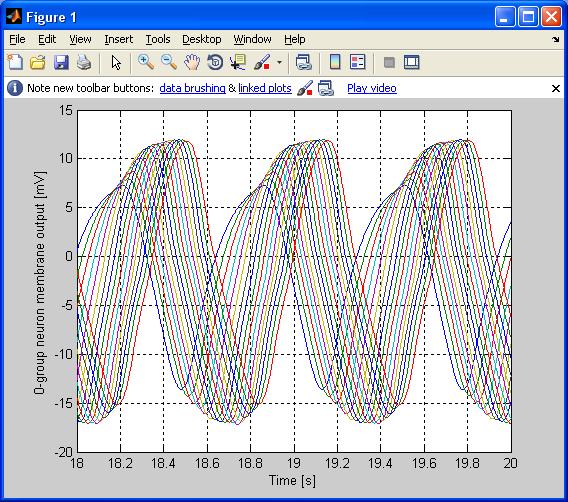 Figure 1
File Edit View Insert Tools Desktop Window Help
Note new toolbar buttons: data brushing & linked plots Play video
15
10
5
0
-5
-10
-15
-20
O-group neuron membrane output [mV]
18 18.2 18.4 18.6 18.8 19 19.2 19.4 19.6 19.8 20
Time [s]